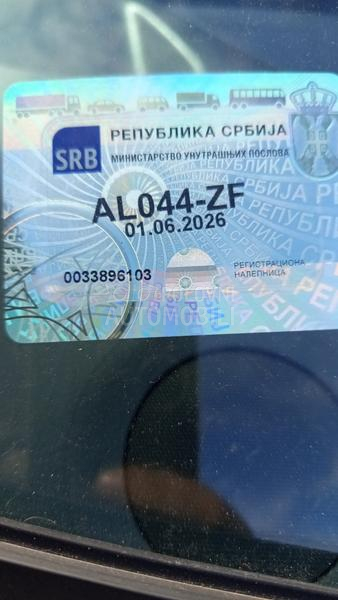 SRB
РЕПУБЛИКА СРБИЈА
МИНИСТАРСТВО УНУТРАШЊИХ ПОСЛОВА
AL044-ZF
01.06.2026
0033896103
РЕГИСТРАЦИОНА
НАЛЕПНИЦА